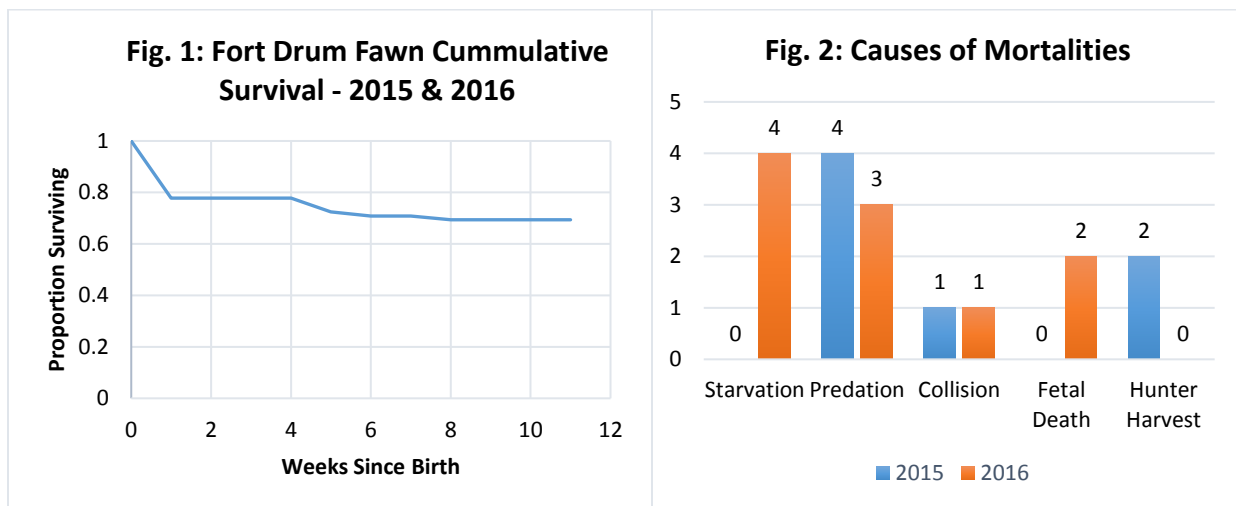 Fig. 1: Fort Drum Fawn Cummulative
Survival - 2015 & 2016
1
0.8
0.6
0.4
0.2
0
0 2 4 6 8 10 12
Proportion Surviving
Weeks Since Birth
Fig. 2: Causes of Mortalities
5
4
3
2
1
0
0 4 4 3 1 1 0 2 2 0
Starvation Predation Collision Fetal Hunter
Death Harvest
2015 2016